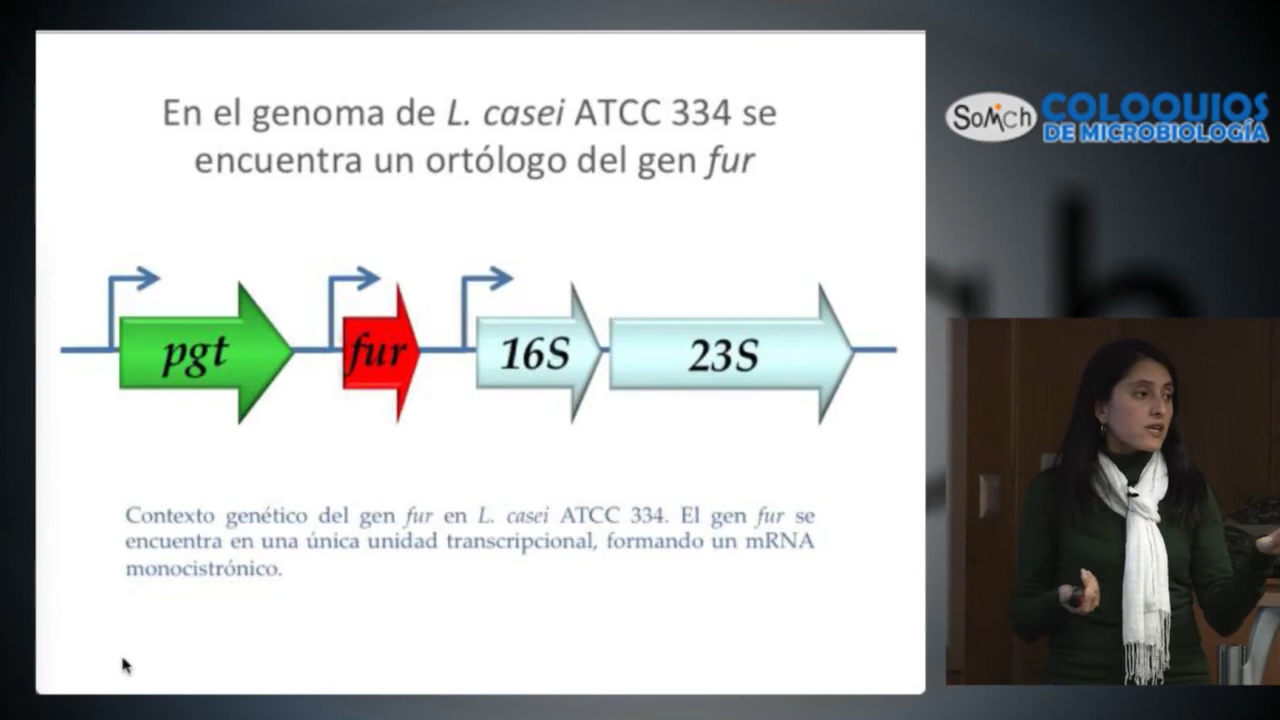 En el genoma de L. casei ATCC 334 se
encuentra un ortólogo del gen fur
pgt
fur
16S
23S
Contexto genético del gen fur en L. casei ATCC 334. El gen fur se
encuentra en una única unidad transcripcional, formando un mRNA
monocistrónico.
SoMich
COLOQUIOS
DE MICROBIOLOGÍA